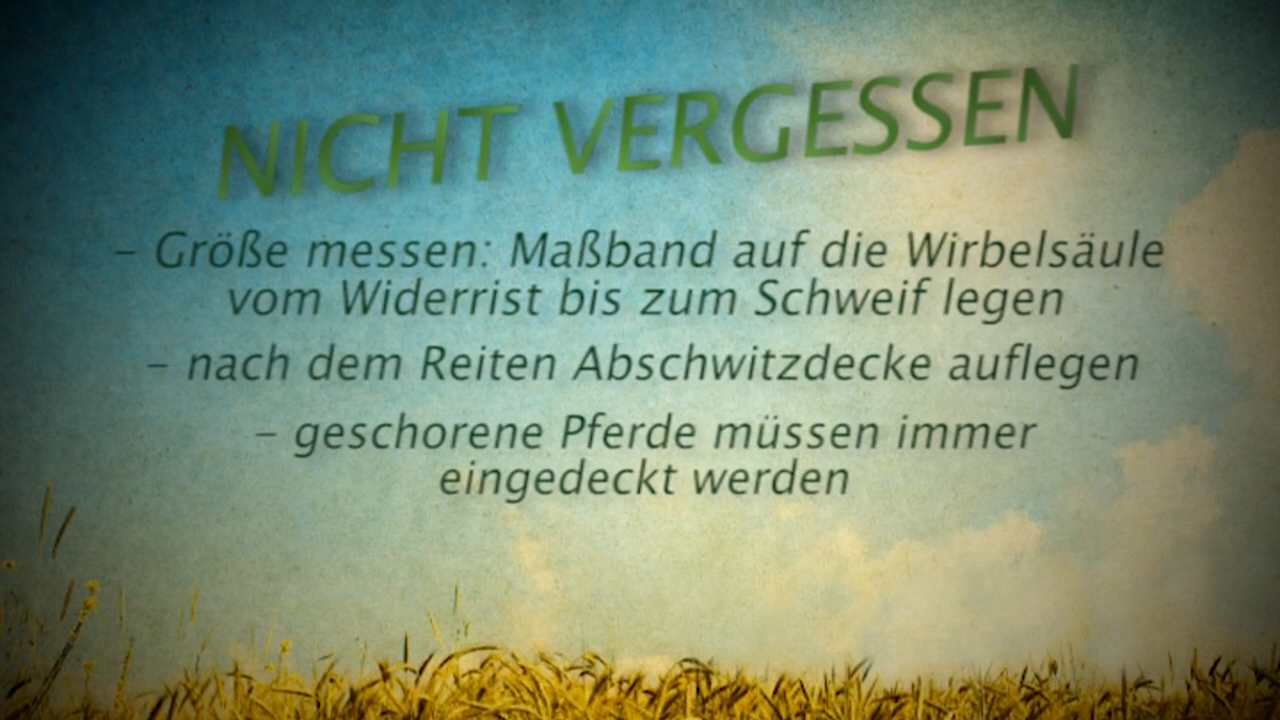 NICHT VERGESSEN
– Größe messen: Maßband auf die Wirbelsäule
vom Widerrist bis zum Schweif legen
– nach dem Reiten Abschwitzdecke auflegen
– geschorene Pferde müssen immer
eingedeckt werden